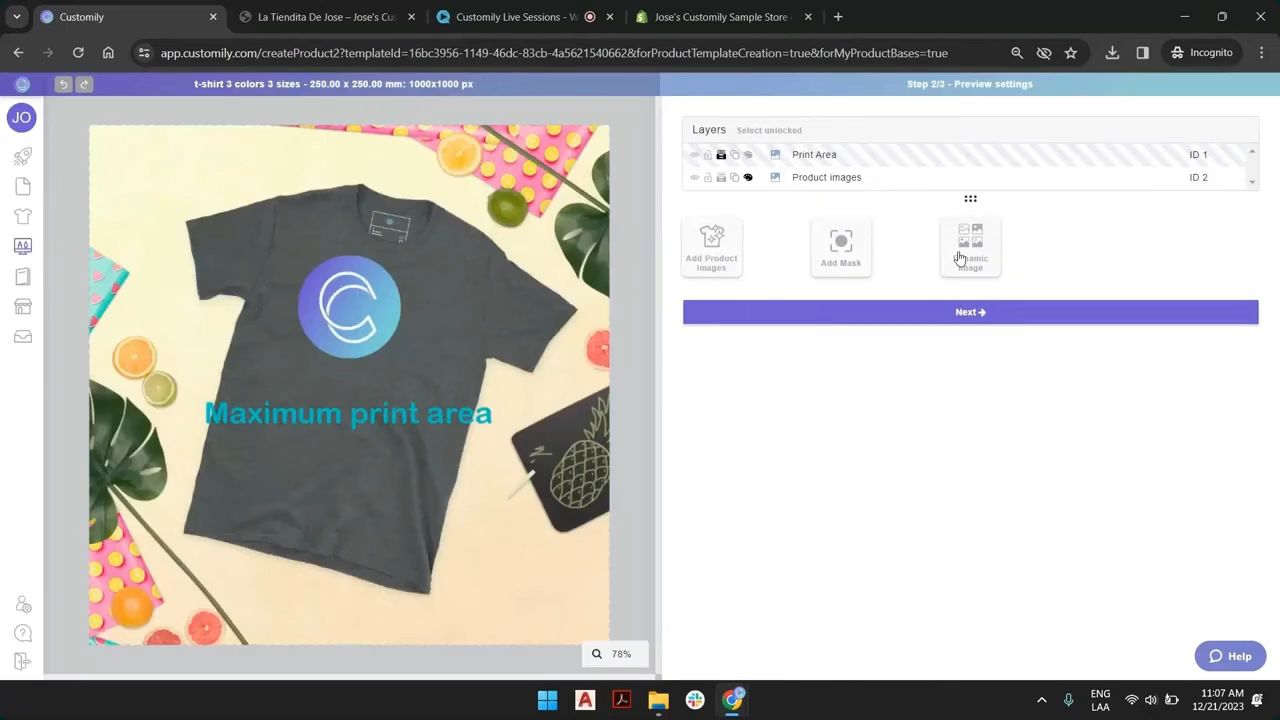 Customily
La Tiendita De Jose – Jose's Cus
Customily Live Sessions - W
Jose's Customily Sample Store -
app.customily.com/createProduct2?templateId=16bc3956-1149-46dc-83cb-4a5621540662&forProductTemplateCreation=true&forMyProductBases=true
Incognito
t-shirt 3 colors 3 sizes - 250.00 x 250.00 mm: 1000x1000 px
Step 2/3 - Preview settings
JO
Layers Select unlocked
Print Area ID 1
Product images ID 2
Add Product
images
Add Mask
Image
Next
Maximum print area
78%
Help
ENG
LAA
11:07 AM
12/21/2023